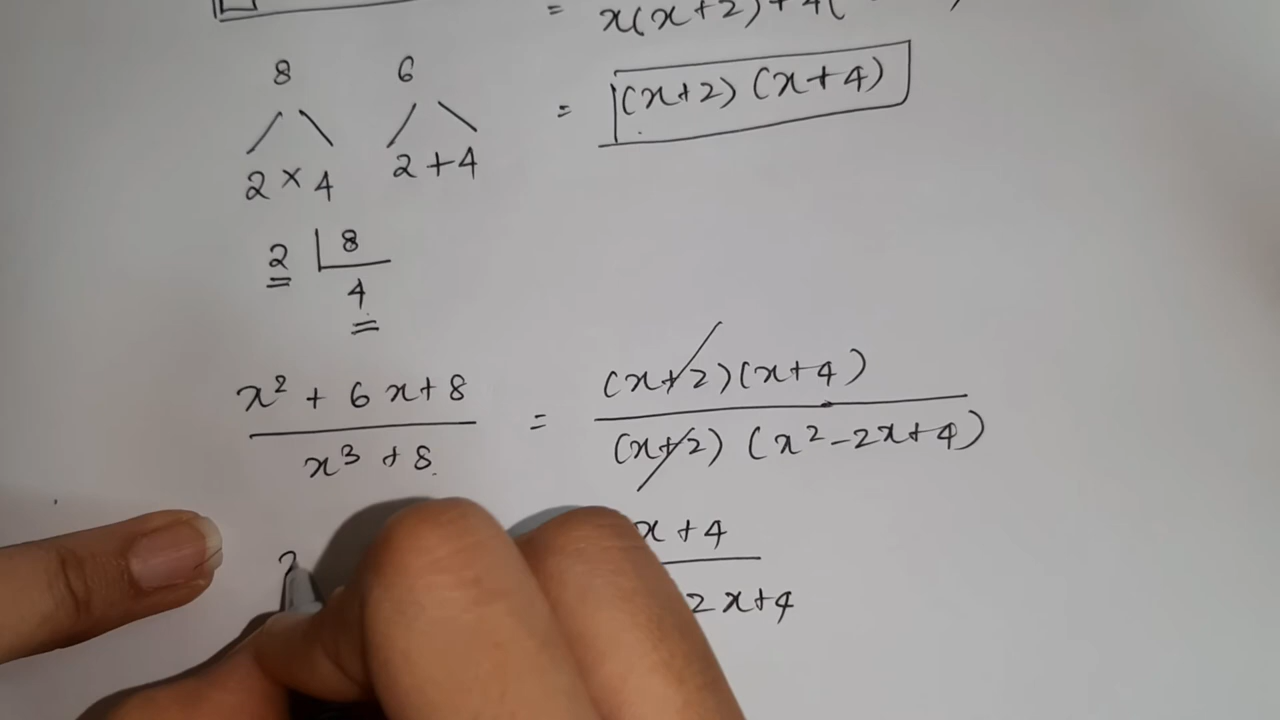 = x(x+2)+4(
8 6
2 × 4 2 + 4
= (x+2) (x+4)
2 8
4
x² + 6x + 8 / x³ + 8 = (x+2)(x+4) / (x+2) (x² - 2x + 4)
x + 4
2x + 4